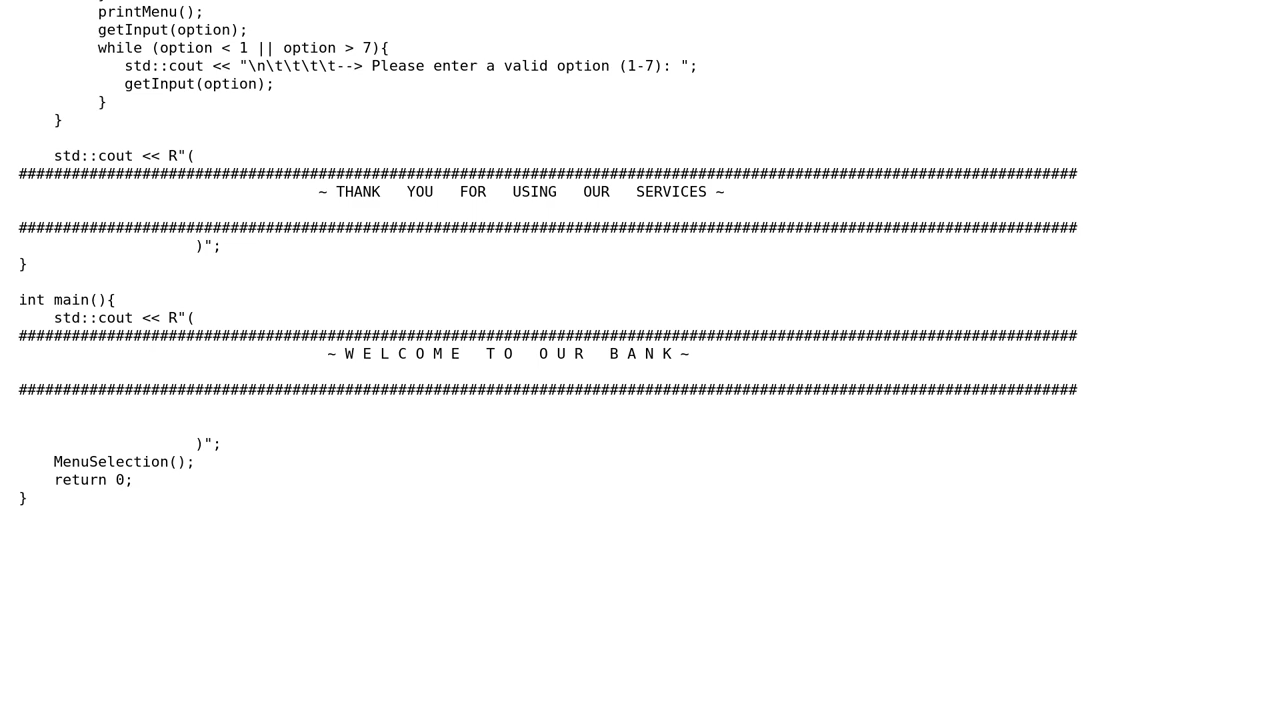 printMenu();
getInput(option);
while (option < 1 || option > 7){
std::cout << "\n\t\t\t\t--> Please enter a valid option (1-7): ";
getInput(option);
}
}
std::cout << R"(
########################################################################################################################
~ THANK   YOU   FOR   USING   OUR   SERVICES ~
########################################################################################################################
)";
}
int main(){
std::cout << R"(
########################################################################################################################
~ W E L C O M E   T O   O U R   B A N K ~
########################################################################################################################
)";
MenuSelection();
return 0;
}